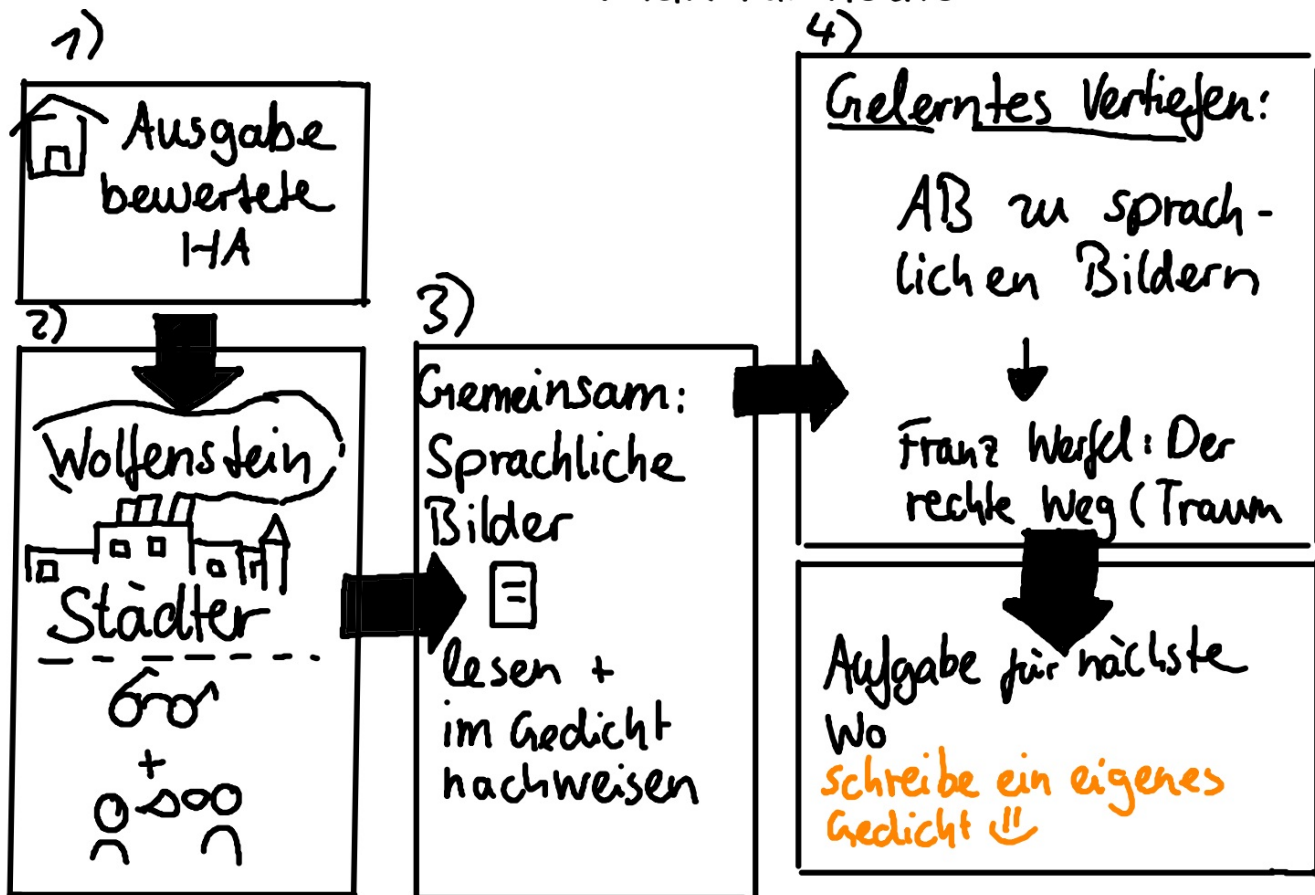 1)
Ausgabe
bewertete
HA
2)
Wolfenstein
Städter
+
3)
Gemeinsam:
Sprachliche
Bilder
lesen +
im Gedicht
nachweisen
4)
Gelerntes Vertiefen:
AB zu sprach-
lichen Bildern
Franz Werfel: Der
rechte Weg (Traum
Aufgabe für nächste
Wo
schreibe ein eigenes
Gedicht